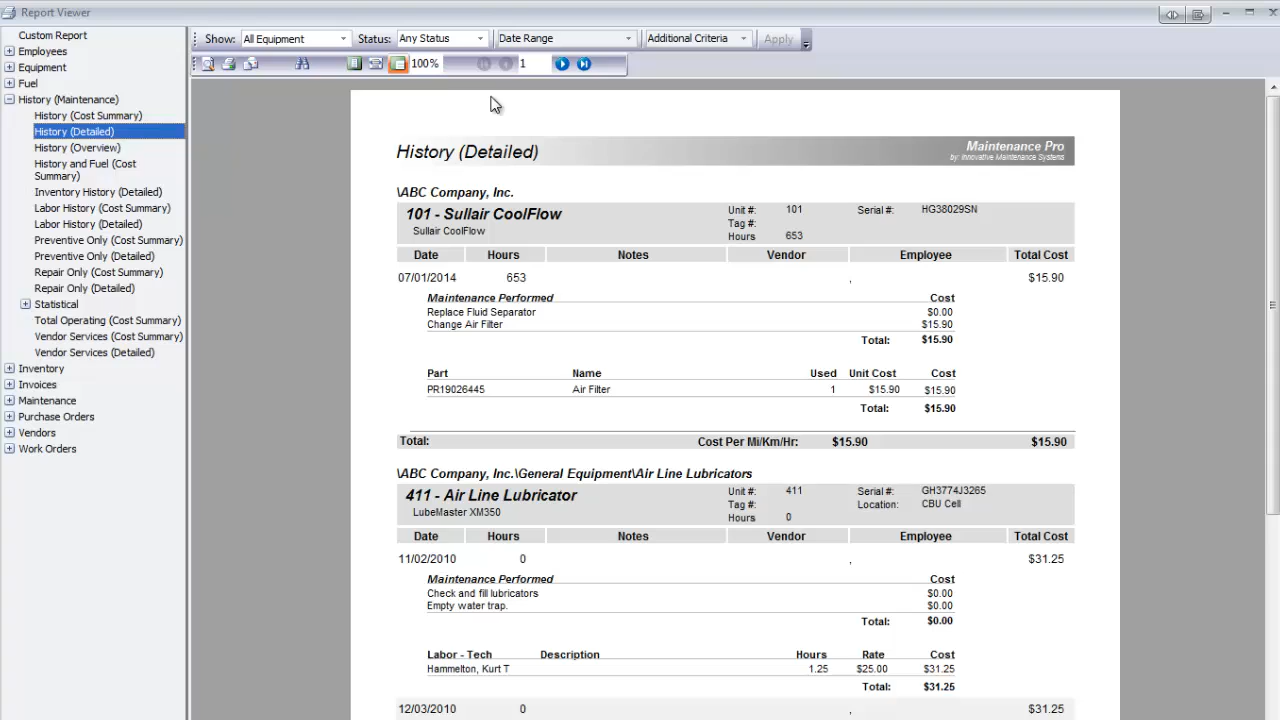 Report Viewer
Custom Report
Employees
Equipment
Fuel
History (Maintenance)
History (Cost Summary)
History (Detailed)
History (Overview)
History and Fuel (Cost
Summary)
Inventory History (Detailed)
Labor History (Cost Summary)
Labor History (Detailed)
Preventive Only (Cost Summary)
Preventive Only (Detailed)
Repair Only (Cost Summary)
Repair Only (Detailed)
Statistical
Total Operating (Cost Summary)
Vendor Services (Cost Summary)
Vendor Services (Detailed)
Inventory
Invoices
Maintenance
Purchase Orders
Vendors
Work Orders
Show: All Equipment Status: Any Status Date Range Additional Criteria Apply
100% 1
History (Detailed) Maintenance Pro
by: Innovative Maintenance Systems
\ABC Company, Inc.
101 - Sullair CoolFlow Unit #: 101 Serial #: HG38029SN
Sullair CoolFlow Tag #:
Hours 653
Date Hours Notes Vendor Employee Total Cost
07/01/2014 653 , $15.90
Maintenance Performed Cost
Replace Fluid Separator $0.00
Change Air Filter $15.90
Total: $15.90
Part Name Used Unit Cost Cost
PR19026445 Air Filter 1 $15.90 $15.90
Total: $15.90
Total: Cost Per Mi/Km/Hr: $15.90 $15.90
\ABC Company, Inc.\General Equipment\Air Line Lubricators
411 - Air Line Lubricator Unit #: 411 Serial #: GH3774J3265
LubeMaster XM350 Tag #: Location: CBU Cell
Hours 0
Date Hours Notes Vendor Employee Total Cost
11/02/2010 0 , $31.25
Maintenance Performed Cost
Check and fill lubricators $0.00
Empty water trap. $0.00
Total: $0.00
Labor - Tech Description Hours Rate Cost
Hammelton, Kurt T 1.25 $25.00 $31.25
Total: $31.25
12/03/2010 0 , $31.25